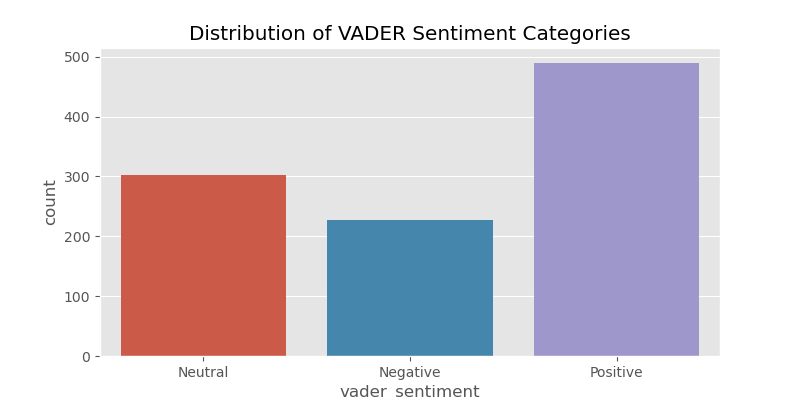 Distribution of VADER Sentiment Categories
500
400
300
200
100
0
count
Neutral Negative Positive
vader_sentiment